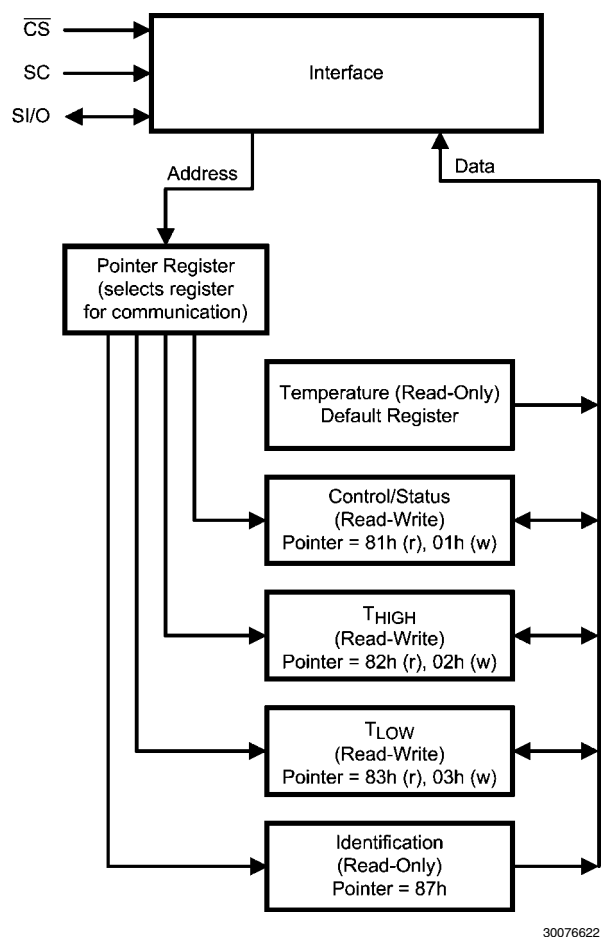 CS
SC
SI/O
Interface
Address
Data
Pointer Register
(selects register
for communication)
Temperature (Read-Only)
Default Register
Control/Status
(Read-Write)
Pointer = 81h (r), 01h (w)
THIGH
(Read-Write)
Pointer = 82h (r), 02h (w)
TLOW
(Read-Write)
Pointer = 83h (r), 03h (w)
Identification
(Read-Only)
Pointer = 87h
30076622